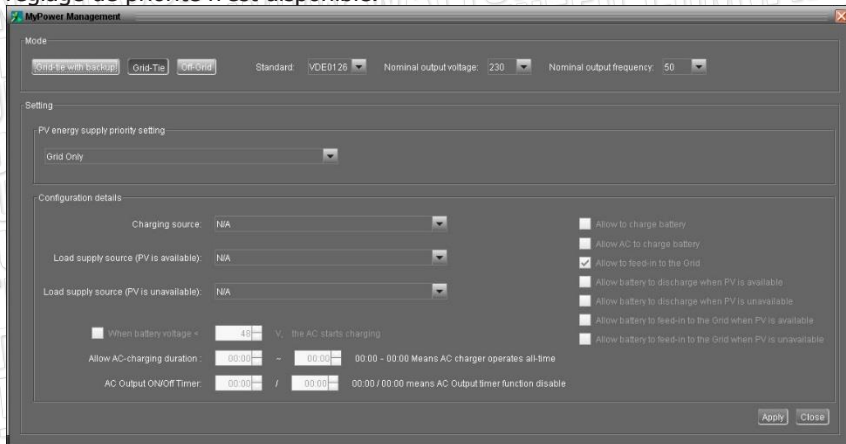 réglage de priorité n'est disponible.
MyPower Management
Mode
Grid-tie with backup Grid-Tie Off-Grid Standard: VDE0126 Nominal output voltage: 230 Nominal output frequency: 50
Setting
PV energy supply priority setting
Grid Only
Configuration details
Charging source: N/A
Load supply source (PV is available): N/A
Load supply source (PV is unavailable): N/A
When battery voltage < 48 V, the AC starts charging
Allow AC-charging duration : 00:00 ~ 00:00 00:00 ~ 00:00 Means AC charger operates all-time
AC Output ON/Off Timer: 00:00 / 00:00 00:00 / 00:00 means AC Output timer function disable
Allow to charge battery
Allow AC to charge battery
Allow to feed-in to the Grid
Allow battery to discharge when PV is available
Allow battery to discharge when PV is unavailable
Allow battery to feed-in to the Grid when PV is available
Allow battery to feed-in to the Grid when PV is unavailable
Apply Close